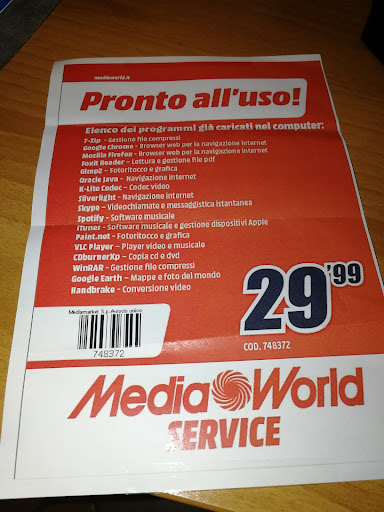 mediaworld.it
Pronto all'uso!
Elenco dei programmi già caricati nel computer:
7-Zip - Gestione file compressi
Google Chrome - Browser web per la navigazione internet
Mozilla Firefox - Browser web per la navigazione internet
Foxit Reader - Lettura e gestione file pdf
Gimp2 - Fotoritocco e grafica
Oracle Java - Navigazione internet
K-Lite Codec - Codec video
Silverlight - Navigazione internet
Skype - Videochiamate e messaggistica istantanea
Spotify - Software musicale
iTunes - Software musicale e gestione dispositivi Apple
Paint.net - Fotoritocco e grafica
VLC Player - Player video e musicale
CDburnerXp - Copia cd e dvd
WinRAR - Gestione file compressi
Google Earth - Mappe e foto del mondo
Handbrake - Conversione video
Mediamarket S.p.A socio unico
748372
29'99
COD. 748372
Media World
SERVICE